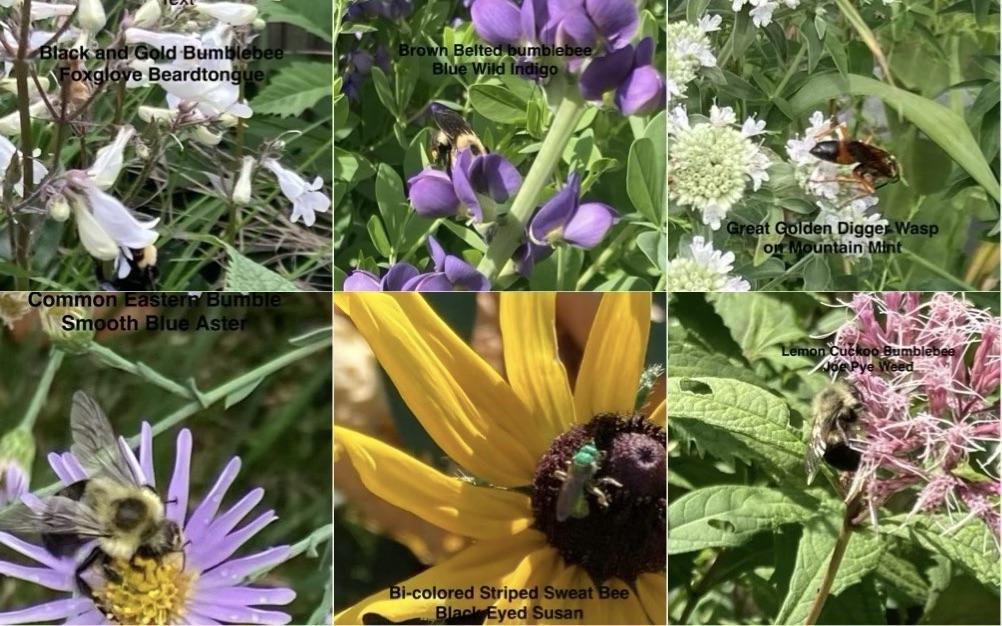 Text
Black and Gold Bumblebee
Foxglove Beardtongue
Brown Belted bumblebee
Blue Wild Indigo
Great Golden Digger Wasp
on Mountain Mint
Common Eastern Bumble
Smooth Blue Aster
Bi-colored Striped Sweat Bee
Black Eyed Susan
Lemon Cuckoo Bumblebee
Joe Pye Weed